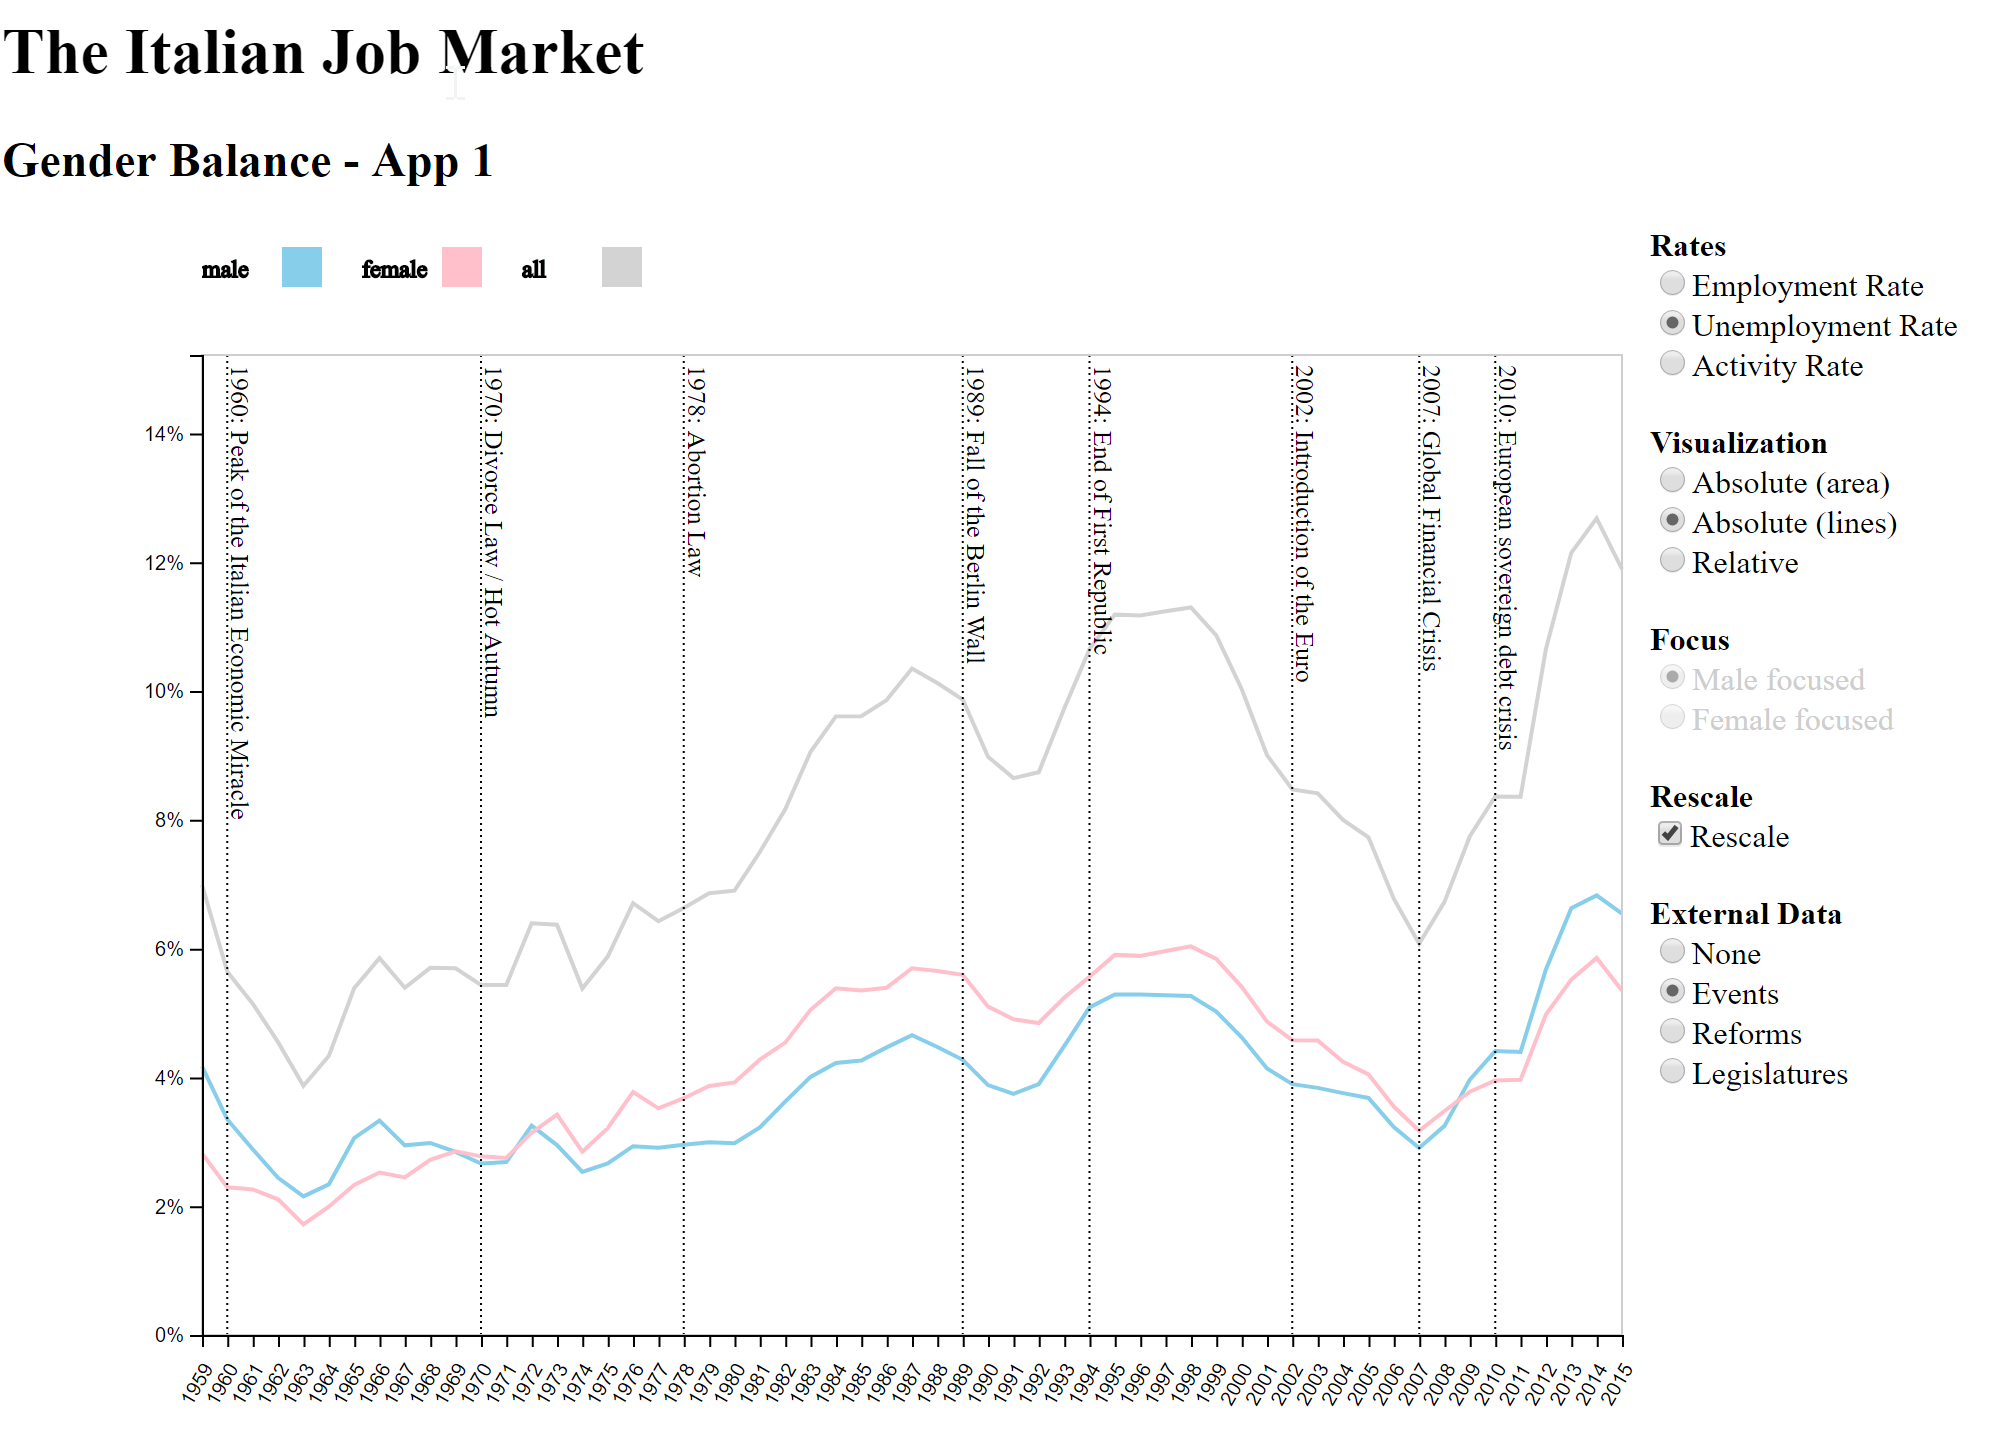 The Italian Job Market
Gender Balance - App 1
male
female
all
Rates
Employment Rate
Unemployment Rate
Activity Rate
Visualization
Absolute (area)
Absolute (lines)
Relative
Focus
Male focused
Female focused
Rescale
Rescale
External Data
None
Events
Reforms
Legislatures
14%
12%
10%
8%
6%
4%
2%
0%
1960: Peak of the Italian Economic Miracle
1970: Divorce Law / Hot Autumn
1978: Abortion Law
1989: Fall of the Berlin Wall
1994: End of First Republic
2002: Introduction of the Euro
2007: Global Financial Crisis
2010: European sovereign debt crisis
1959
1960
1961
1962
1963
1964
1965
1966
1967
1968
1969
1970
1971
1972
1973
1974
1975
1976
1977
1978
1979
1980
1981
1982
1983
1984
1985
1986
1987
1988
1989
1990
1991
1992
1993
1994
1995
1996
1997
1998
1999
2000
2001
2002
2003
2004
2005
2006
2007
2008
2009
2010
2011
2012
2013
2014
2015